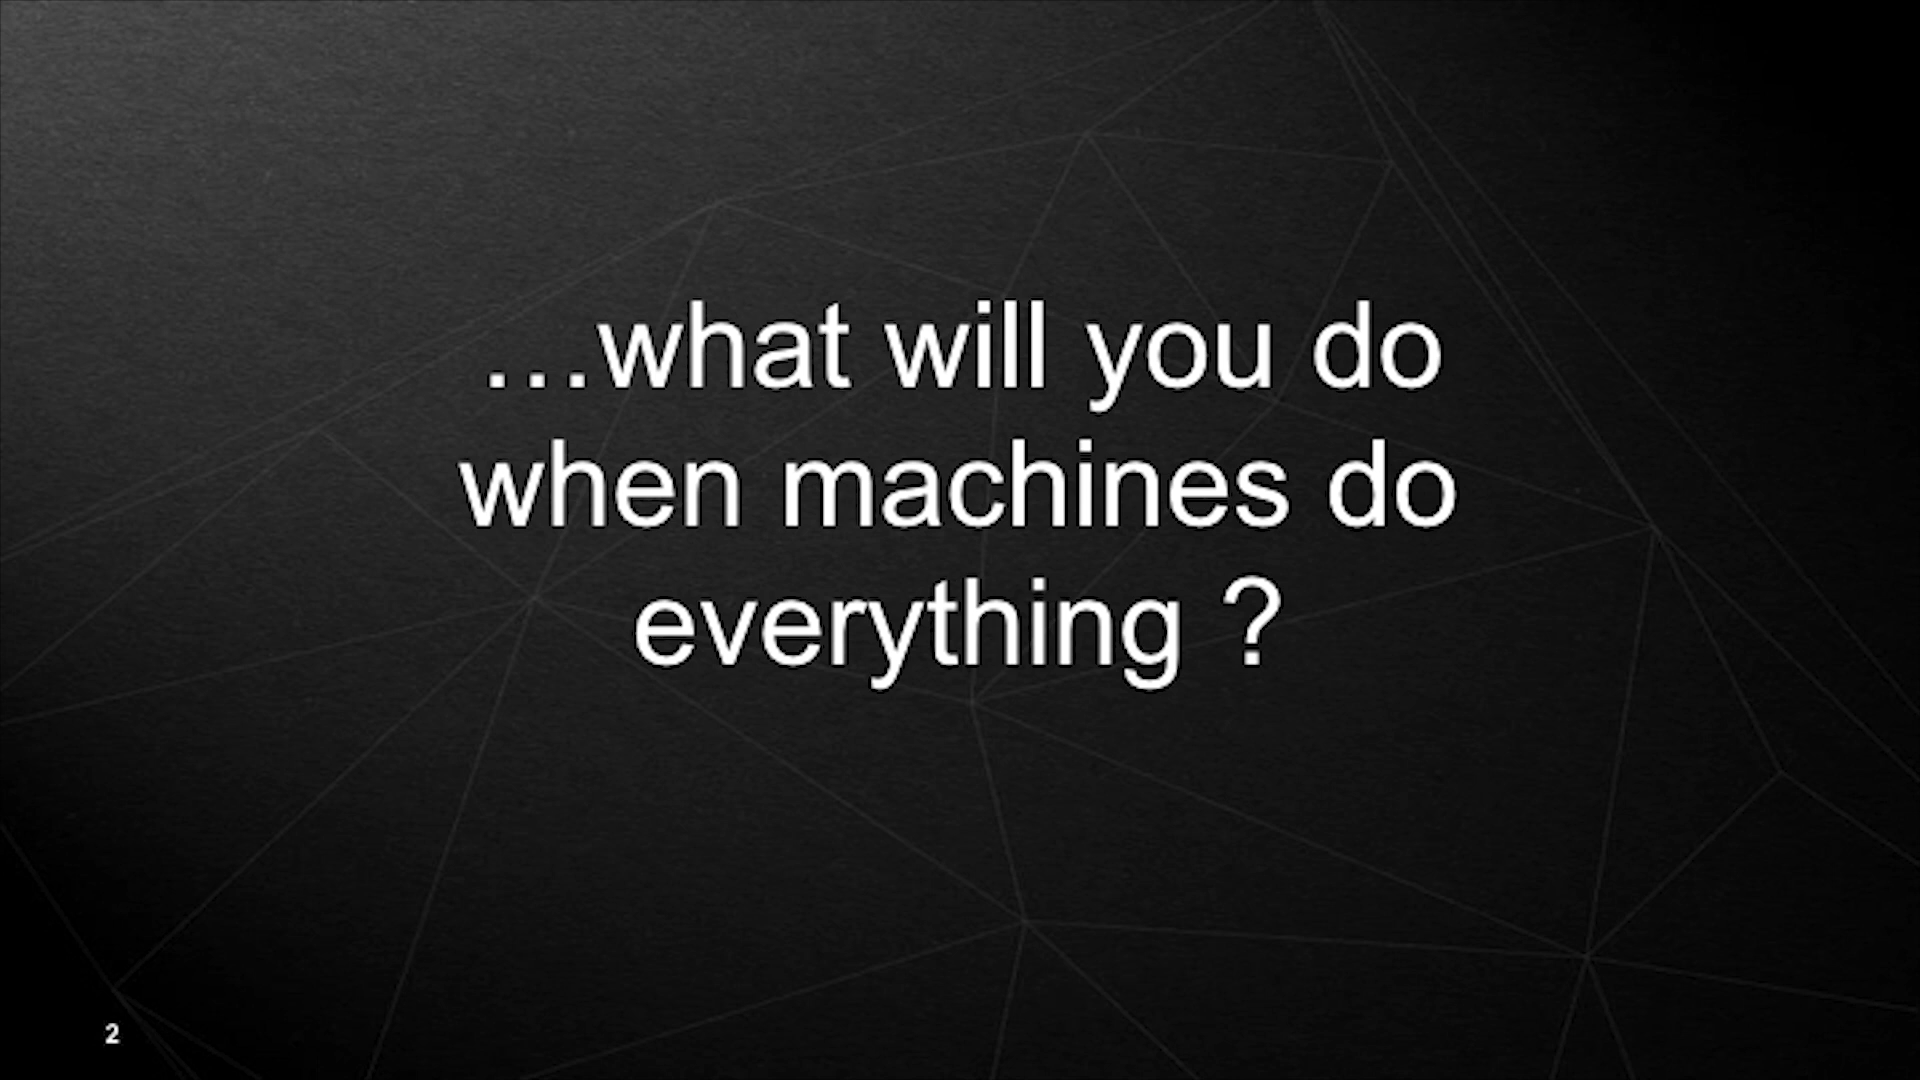 …what will you do
when machines do
everything ?
2